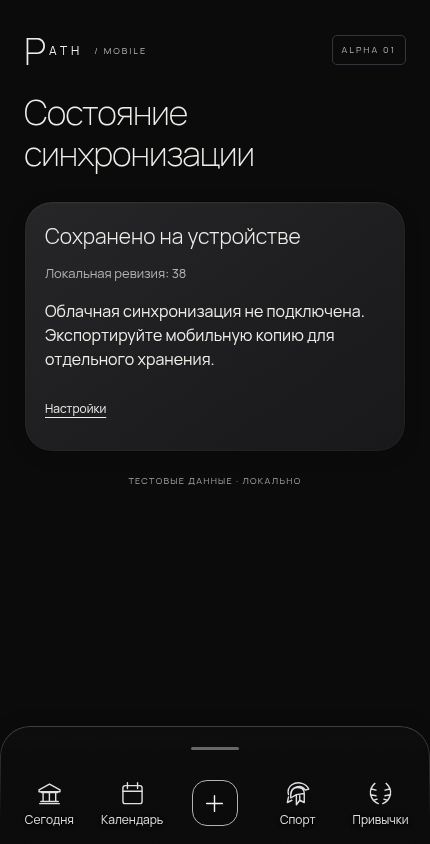 PATH / MOBILE
ALPHA 01
Состояние
синхронизации
Сохранено на устройстве
Локальная ревизия: 38
Облачная синхронизация не подключена.
Экспортируйте мобильную копию для
отдельного хранения.
Настройки
ТЕСТОВЫЕ ДАННЫЕ · ЛОКАЛЬНО
Сегодня
Календарь
Спорт
Привычки